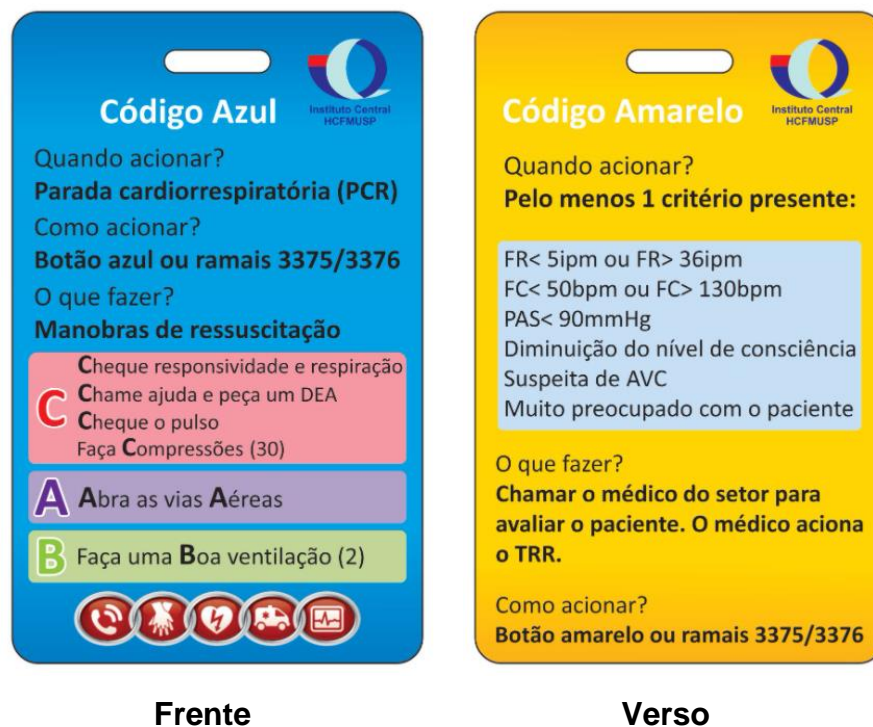 Código Azul
Instituto Central
HCFMUSP
Quando acionar?
Parada cardiorrespiratória (PCR)
Como acionar?
Botão azul ou ramais 3375/3376
O que fazer?
Manobras de ressuscitação
C
Cheque responsividade e respiração
Chame ajuda e peça um DEA
Cheque o pulso
Faça Compressões (30)
A
Abra as vias Aéreas
B
Faça uma Boa ventilação (2)
Frente
Código Amarelo
Instituto Central
HCFMUSP
Quando acionar?
Pelo menos 1 critério presente:
FR< 5ipm ou FR> 36ipm
FC< 50bpm ou FC> 130bpm
PAS< 90mmHg
Diminuição do nível de consciência
Suspeita de AVC
Muito preocupado com o paciente
O que fazer?
Chamar o médico do setor para
avaliar o paciente. O médico aciona
o TRR.
Como acionar?
Botão amarelo ou ramais 3375/3376
Verso